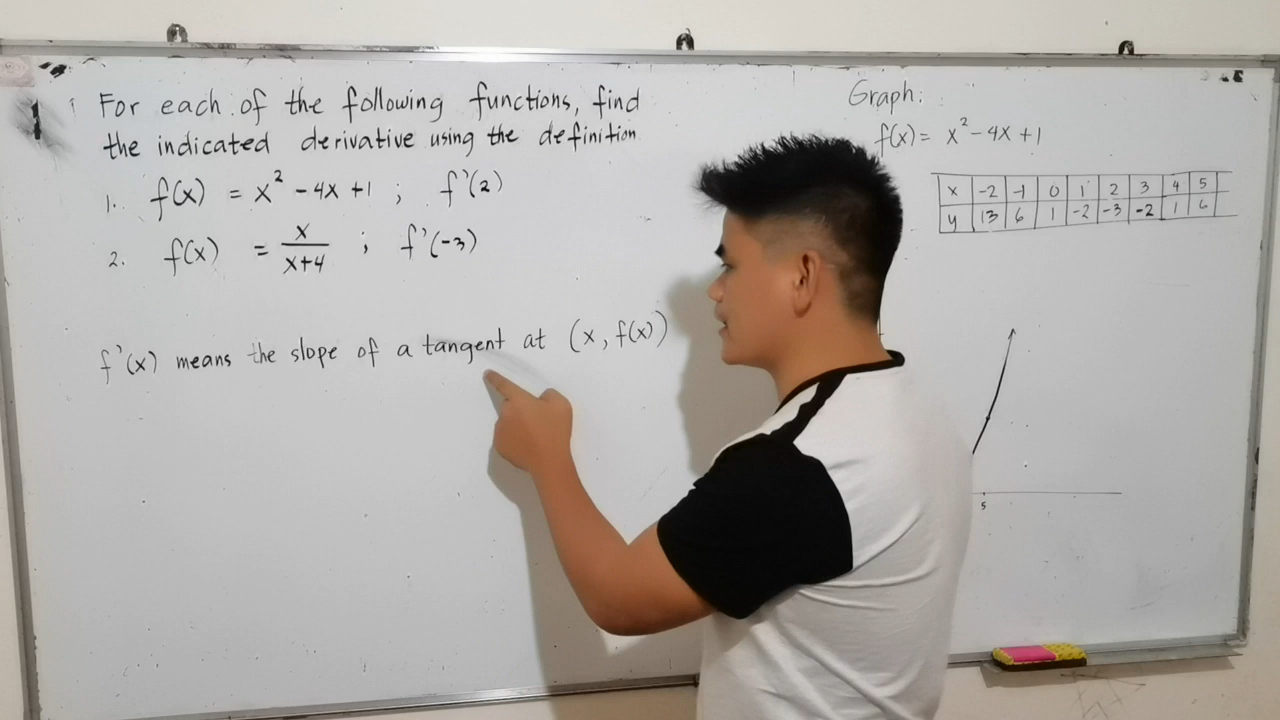 For each of the following functions, find
the indicated derivative using the definition
1. f(x) = x² - 4x + 1 ; f'(2)
2. f(x) = x/(x+4) ; f'(-3)
f'(x) means the slope of a tangent at (x, f(x))
Graph:
f(x) = x² - 4x + 1
x -2 -1 0 1 2 3 4 5
y 13 6 1 -2 -3 -2 1 6
5